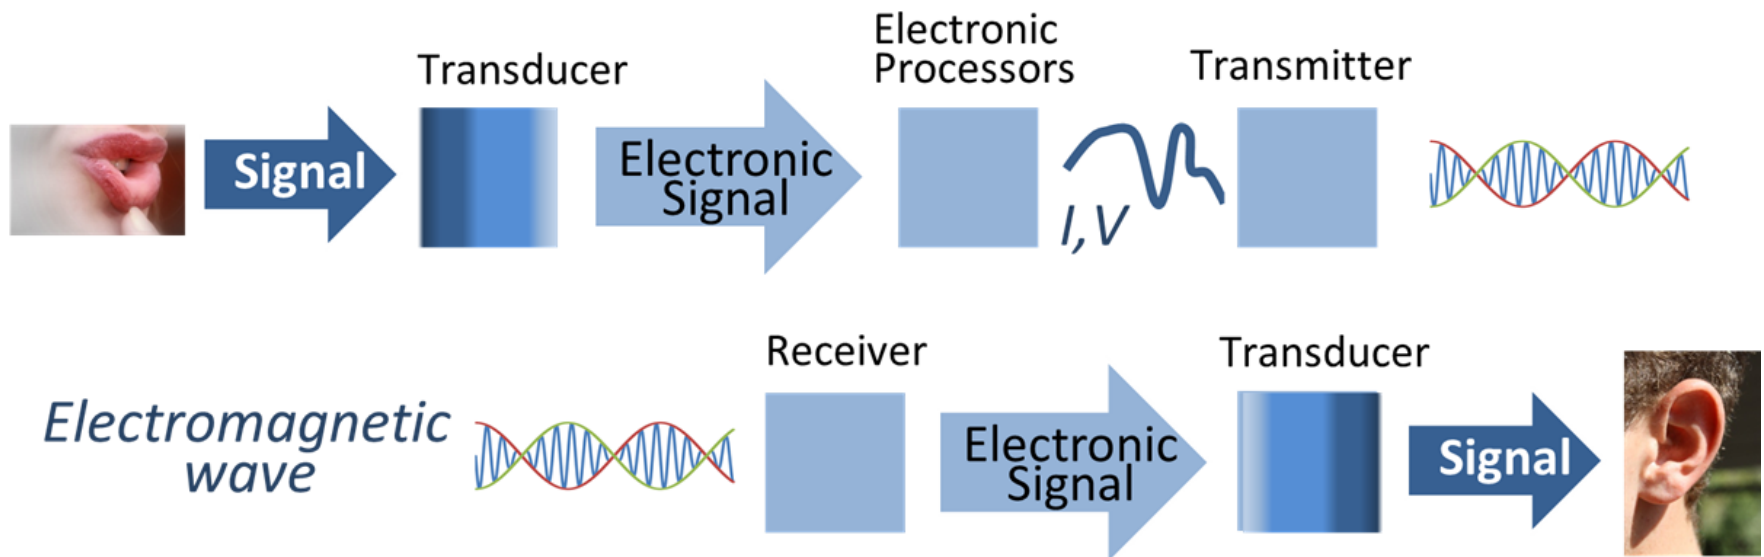 Transducer
Electronic
Processors
Transmitter
Signal
Electronic
Signal
I, V
Receiver
Transducer
Electromagnetic
wave
Electronic
Signal
Signal